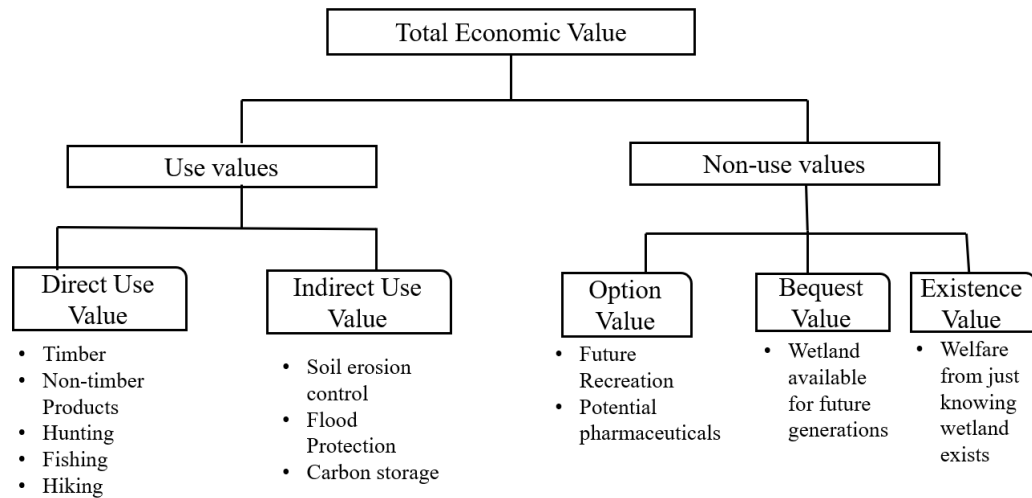 Total Economic Value
Use values
Non-use values
Direct Use
Value
Indirect Use
Value
Option
Value
Bequest
Value
Existence
Value
• Timber
• Non-timber
Products
• Hunting
• Fishing
• Hiking
• Soil erosion
control
• Flood
Protection
• Carbon storage
• Future
Recreation
• Potential
pharmaceuticals
• Wetland
available
for future
generations
• Welfare
from just
knowing
wetland
exists